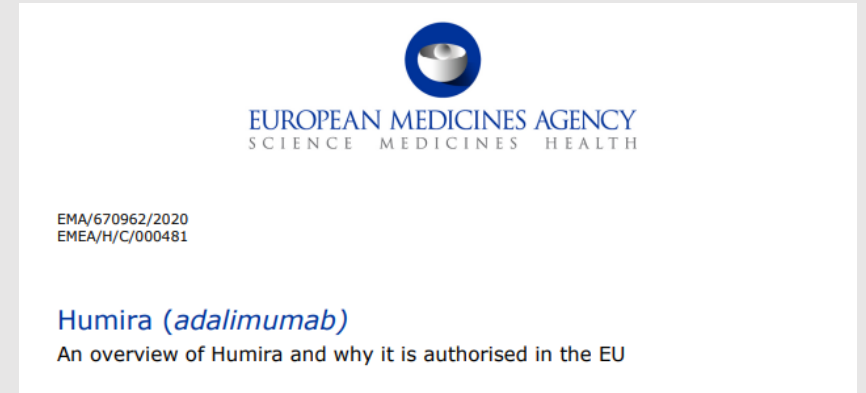 EUROPEAN MEDICINES AGENCY
SCIENCE MEDICINES HEALTH
EMA/670962/2020
EMEA/H/C/000481
Humira (adalimumab)
An overview of Humira and why it is authorised in the EU